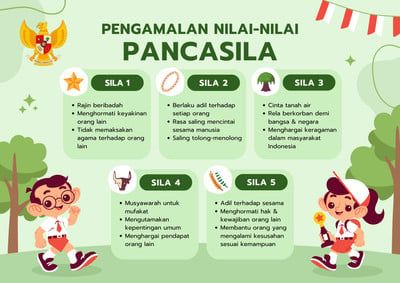 PENGAMALAN NILAI-NILAI
PANCASILA
SILA 1
Rajin beribadah
Menghormati keyakinan
orang lain
Tidak memaksakan
agama terhadap orang
lain
SILA 2
Berlaku adil terhadap
setiap orang
Rasa saling mencintai
sesama manusia
Saling tolong-menolong
SILA 3
Cinta tanah air
Rela berkorban demi
bangsa & negara
Menghargai keragaman
dalam masyarakat
Indonesia
SILA 4
Musyawarah untuk
mufakat
Mengutamakan
kepentingan umum
Menghargai pendapat
orang lain
SILA 5
Adil terhadap sesama
Menghormati hak &
kewajiban orang lain
Membantu orang yang
mengalami kesusahan
sesuai kemampuan